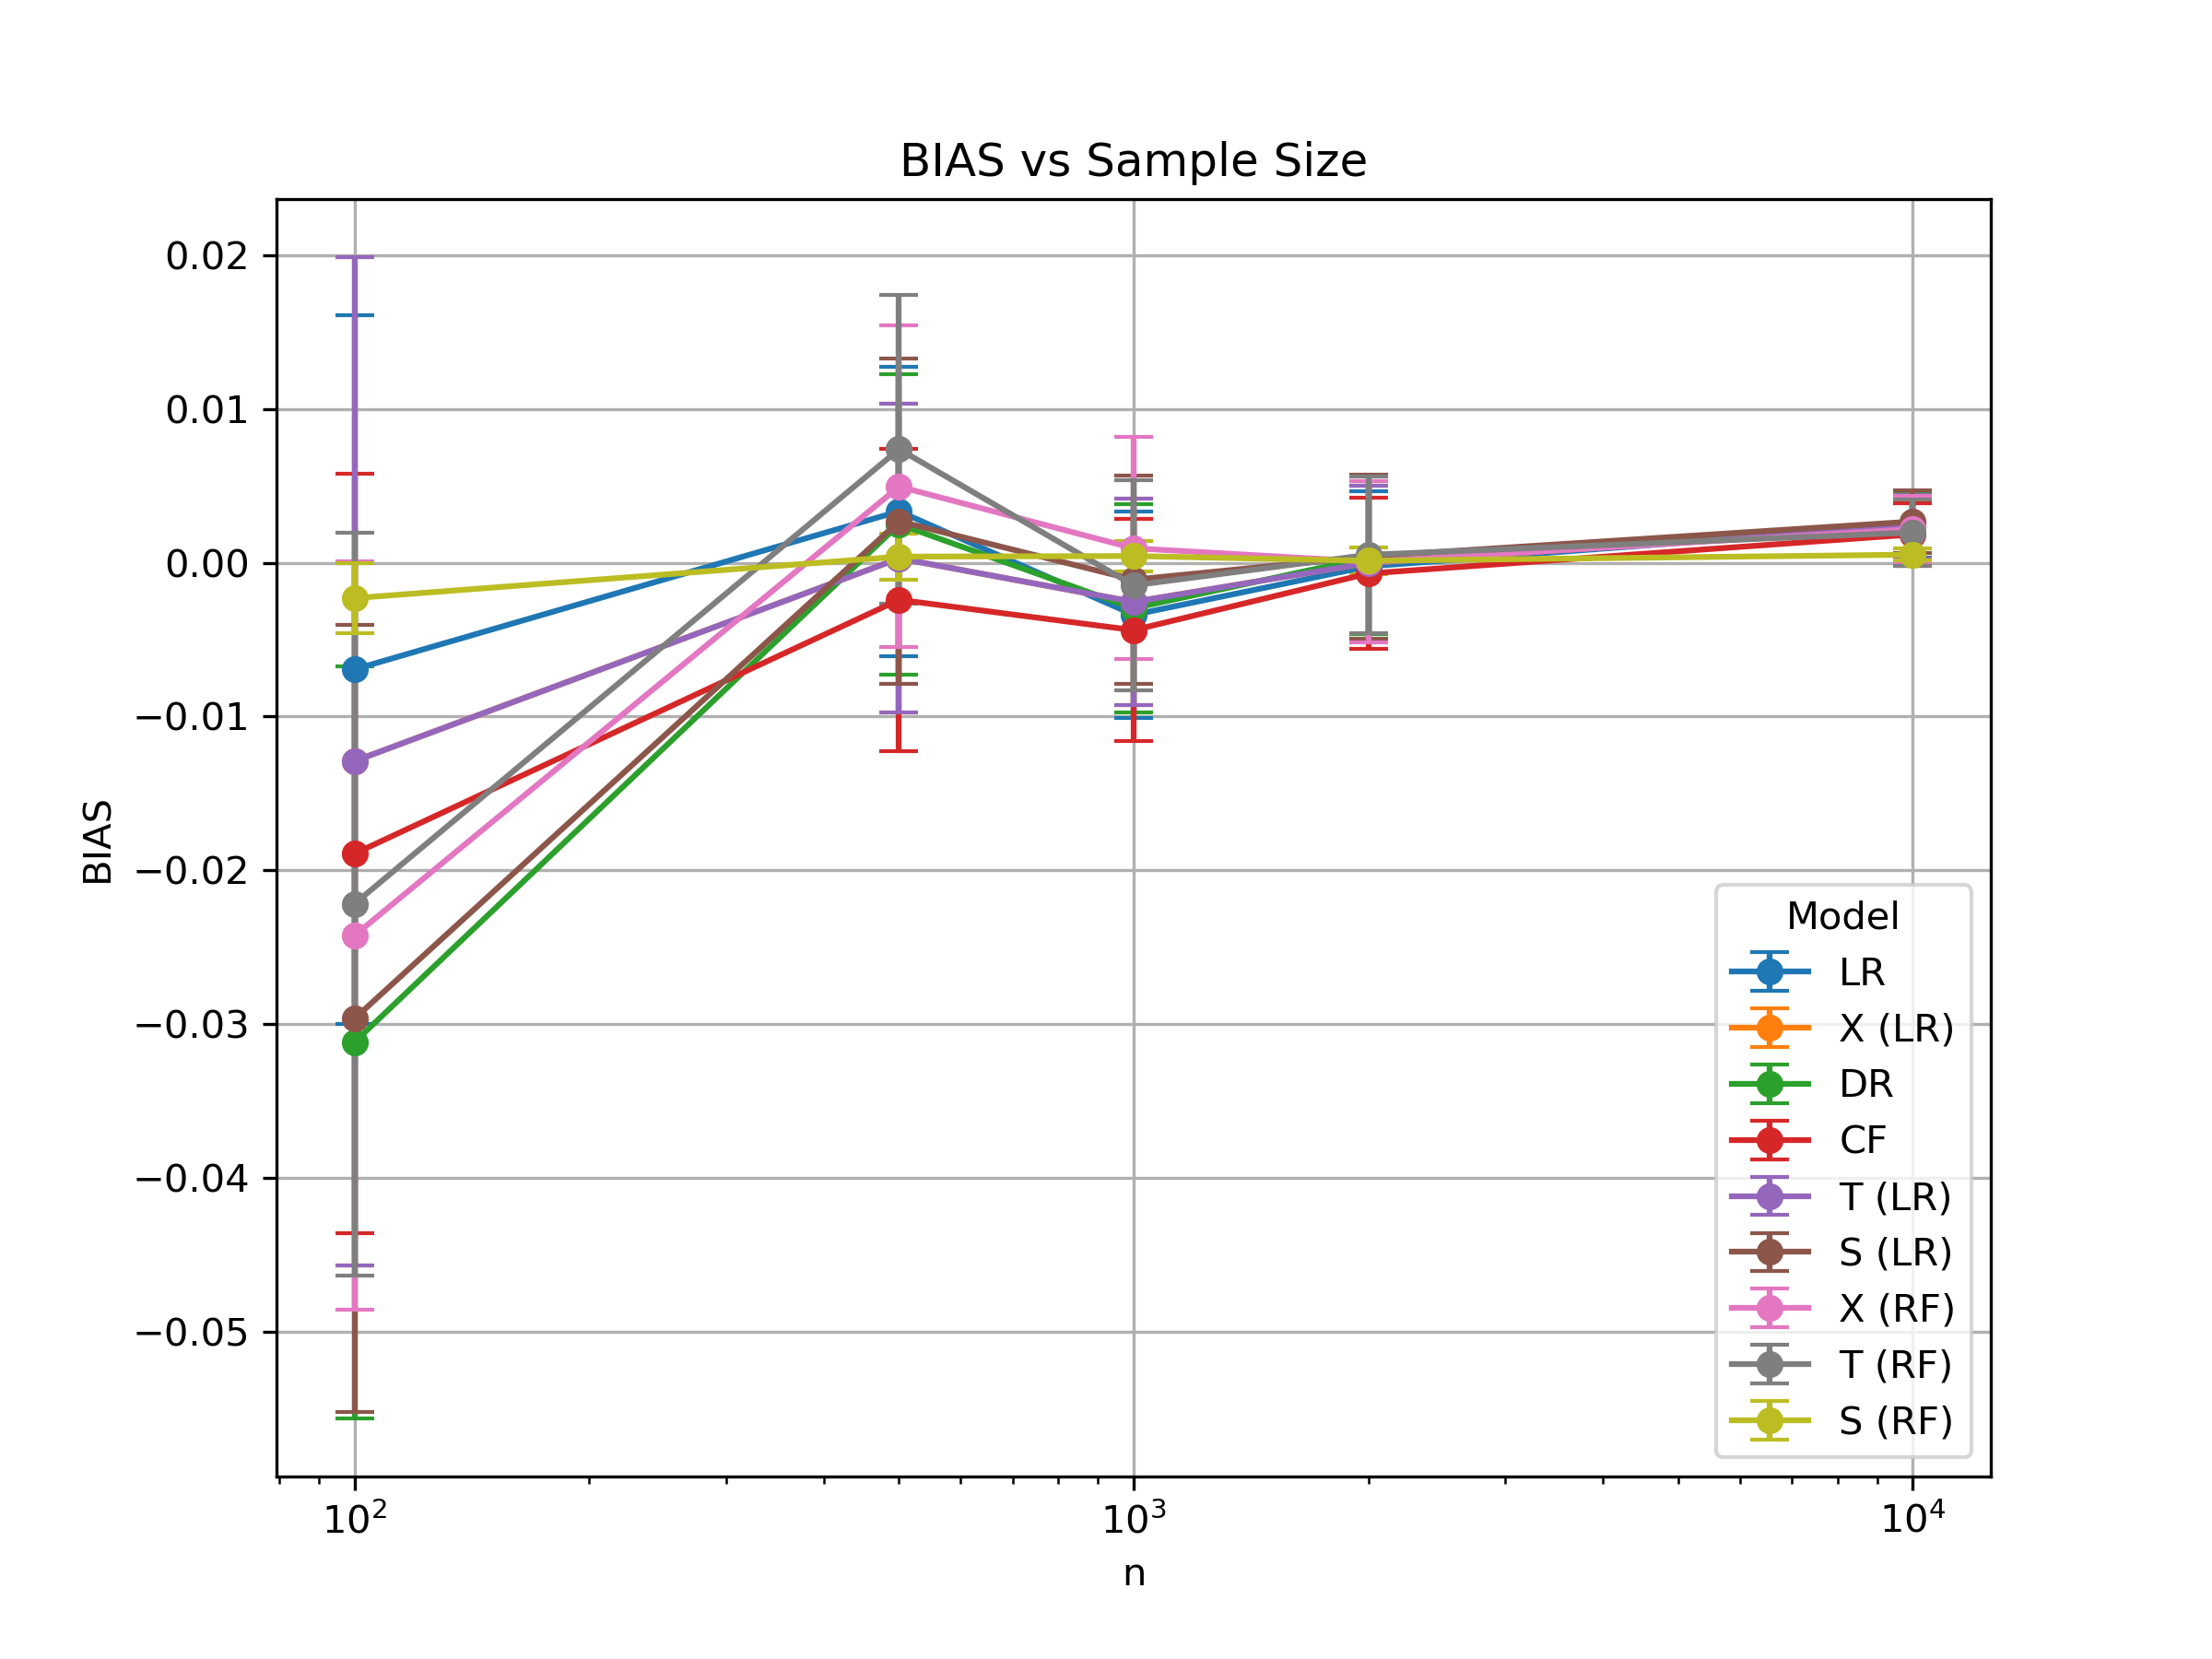 BIAS vs Sample Size
BIAS
0.02
0.01
0.00
−0.01
−0.02
−0.03
−0.04
−0.05
10²
10³
10⁴
n
Model
LR
X (LR)
DR
CF
T (LR)
S (LR)
X (RF)
T (RF)
S (RF)